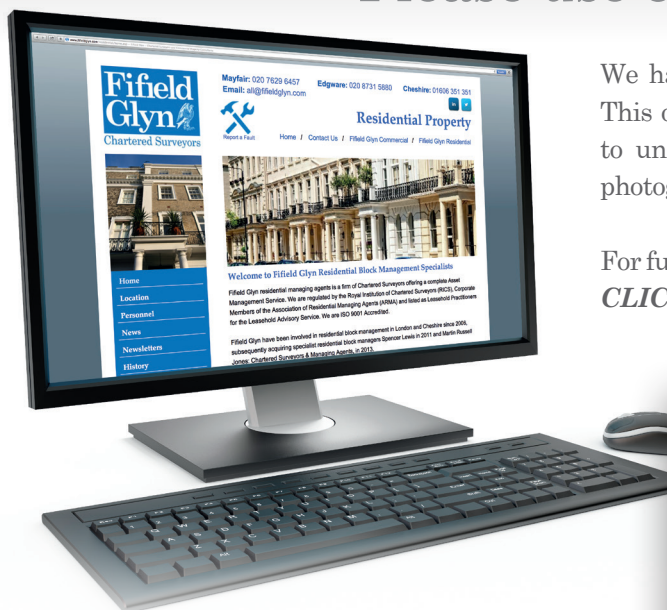 Please use
We ha
This
to un
photog
For fu
CLIC
Fifield
Glyn
Chartered Surveyors
Mayfair: 020 7629 6457
Edgware: 020 8731 5880
Cheshire: 01606 351 351
Email: all@fifieldglyn.com
Report a Fault
Residential Property
Home / Contact Us / Fifield Glyn Commercial / Fifield Glyn Residential
Welcome to Fifield Glyn Residential Block Management Specialists
Fifield Glyn residential managing agents is a firm of Chartered Surveyors offering a complete Asset
Management Service. We are regulated by the Royal Institution of Chartered Surveyors (RICS), Corporate
Members of the Association of Residential Managing Agents (ARMA) and listed as Leasehold Practitioners
for the Leasehold Advisory Service. We are ISO 9001 Accredited.
Fifield Glyn have been involved in residential block management in London and Cheshire since 2009,
subsequently acquiring specialist residential block managers Spencer Lewis in 2011 and Martin Russell
Jones: Chartered Surveyors & Managing Agents, in 2013.
Home
Location
Personnel
News
Newsletters
History